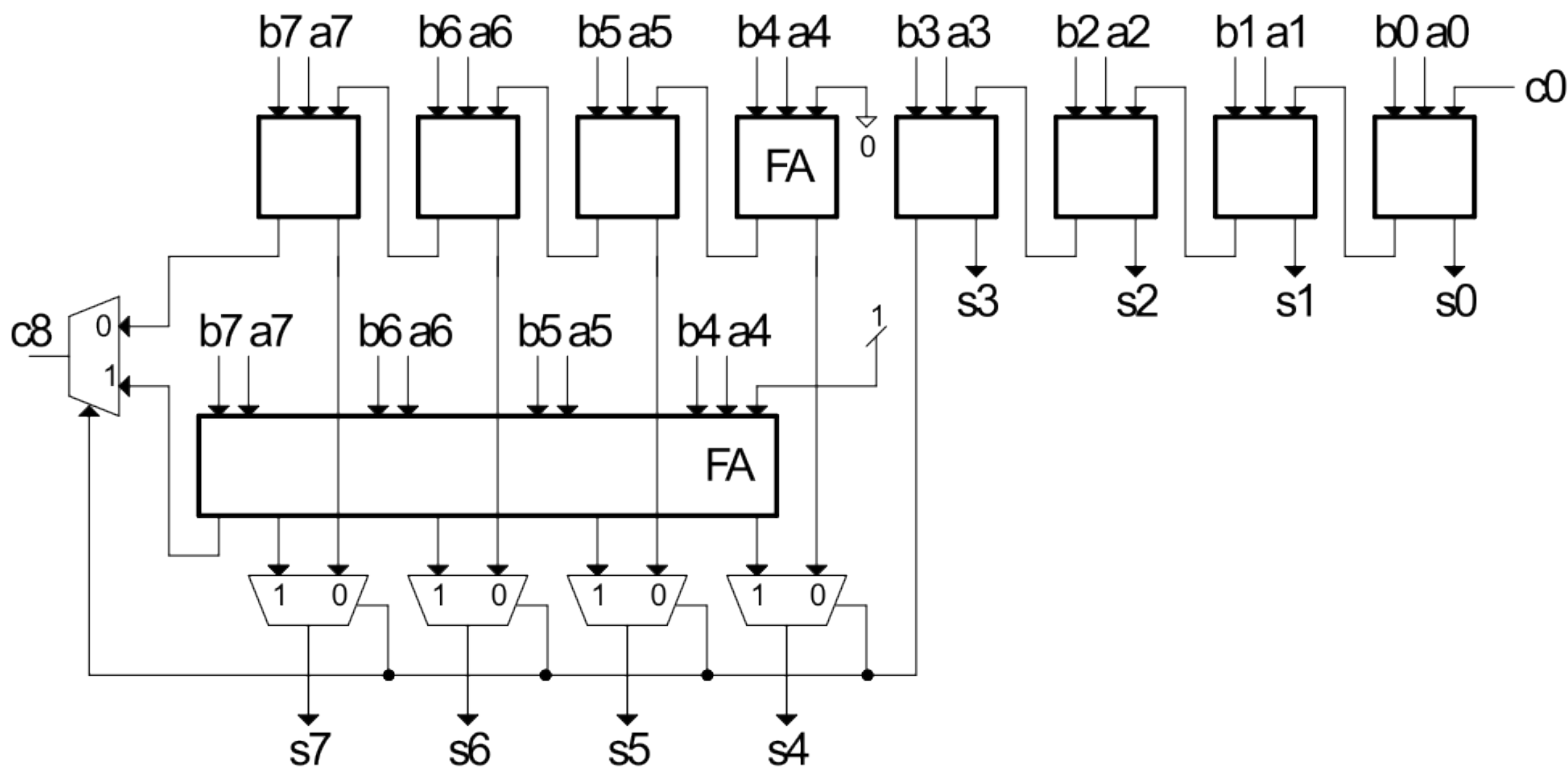 b7 a7 b6 a6 b5 a5 b4 a4 b3 a3 b2 a2 b1 a1 b0 a0
c0
FA
0
s3 s2 s1 s0
c8
0
1
b7 a7 b6 a6 b5 a5 b4 a4
1
FA
1 0 1 0 1 0 1 0
s7 s6 s5 s4